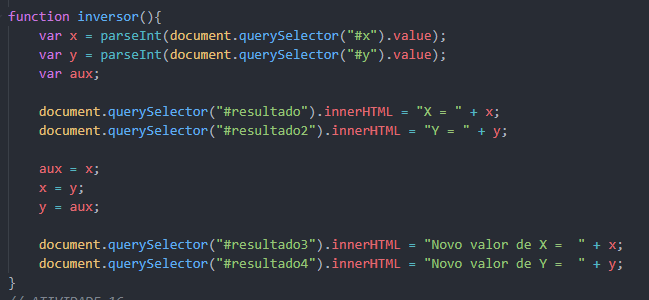 function inversor(){
    var x = parseInt(document.querySelector("#x").value);
    var y = parseInt(document.querySelector("#y").value);
    var aux;
    document.querySelector("#resultado").innerHTML = "X = " + x;
    document.querySelector("#resultado2").innerHTML = "Y = " + y;
    aux = x;
    x = y;
    y = aux;
    document.querySelector("#resultado3").innerHTML = "Novo valor de X =  " + x;
    document.querySelector("#resultado4").innerHTML = "Novo valor de Y =  " + y;
}
// ATIVIDADE 16